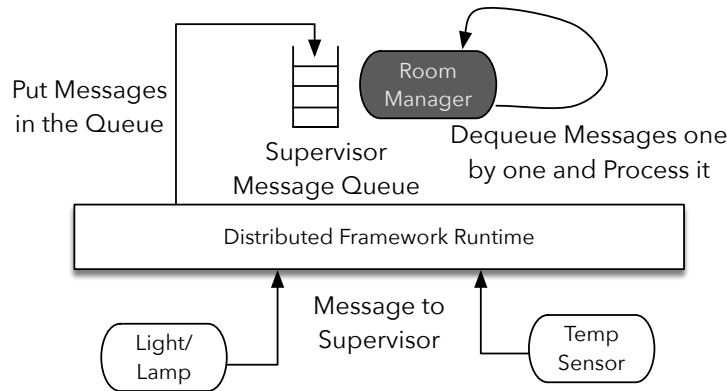 Put Messages
in the Queue
Room
Manager
Dequeue Messages one
by one and Process it
Supervisor
Message Queue
Distributed Framework Runtime
Message to
Supervisor
Light/
Lamp
Temp
Sensor